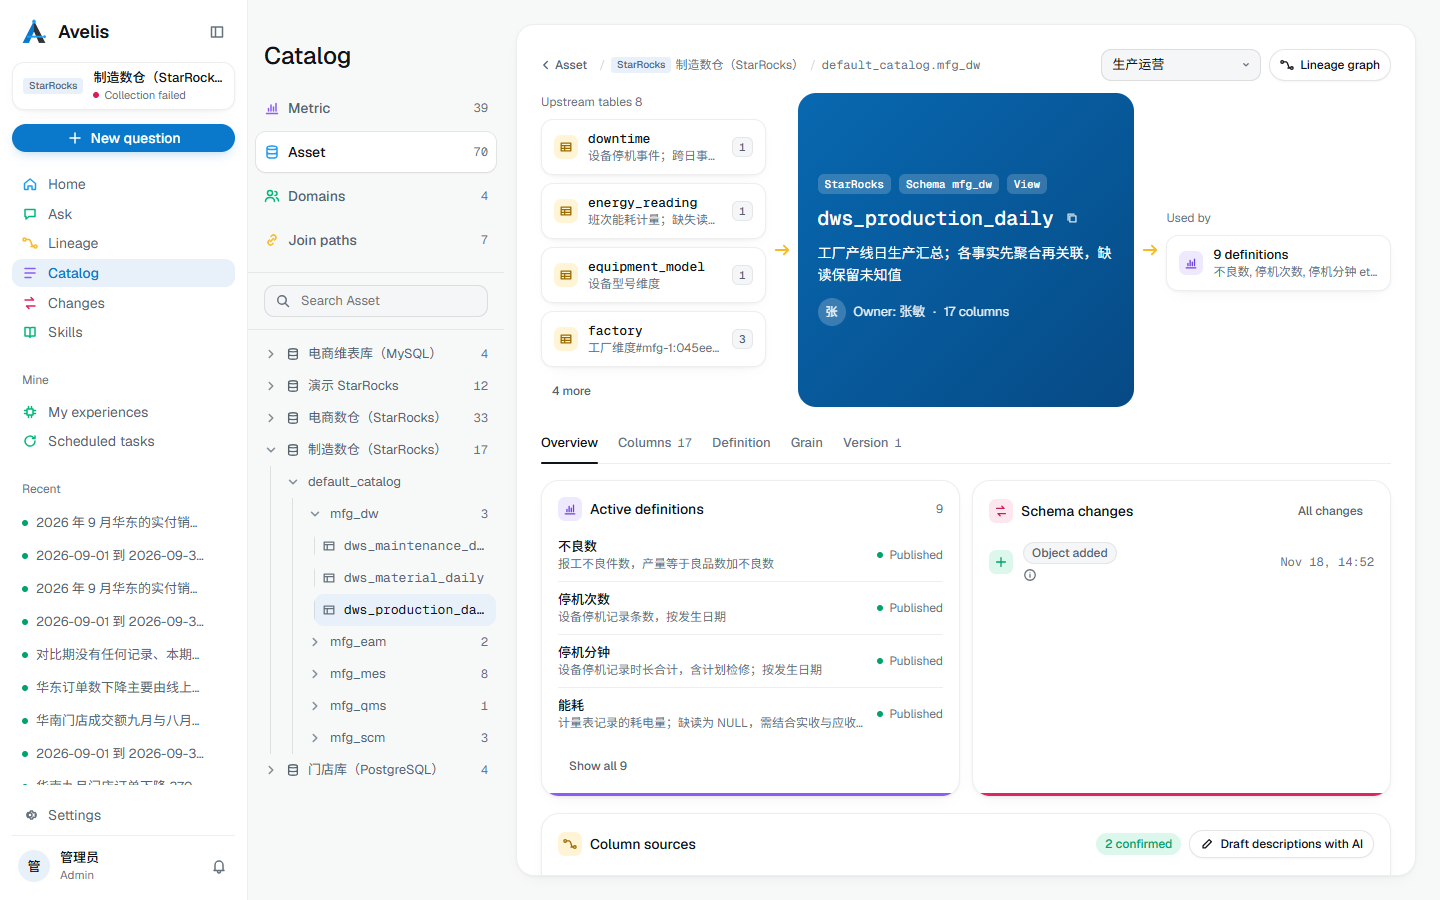 Avelis
StarRocks
制造数仓（StarRock...
Collection failed
New question
Home
Ask
Lineage
Catalog
Changes
Skills
Mine
My experiences
Scheduled tasks
Recent
2026 年 9 月华东的实付销...
2026-09-01 到 2026-09-3...
2026 年 9 月华东的实付销...
2026-09-01 到 2026-09-3...
对比期没有任何记录、本期...
华东订单数下降主要由线上...
华南门店成交额九月与八月...
2026-09-01 到 2026-09-3...
Settings
管
管理员
Admin
Catalog
Metric 39
Asset 70
Domains 4
Join paths 7
Search Asset
电商维表库（MySQL） 4
演示 StarRocks 12
电商数仓（StarRocks） 33
制造数仓（StarRocks） 17
default_catalog
mfg_dw 3
dws_maintenance_d...
dws_material_daily
dws_production_da...
mfg_eam 2
mfg_mes 8
mfg_qms 1
mfg_scm 3
门店库（PostgreSQL） 4
Asset / StarRocks 制造数仓（StarRocks） / default_catalog.mfg_dw
生产运营
Lineage graph
Upstream tables 8
downtime
设备停机事件；跨日事...
1
energy_reading
班次能耗计量；缺失读...
1
equipment_model
设备型号维度
1
factory
工厂维度#mfg-1:045ee...
3
4 more
StarRocks
Schema mfg_dw
View
dws_production_daily
工厂产线日生产汇总；各事实先聚合再关联，缺
读保留未知值
张
Owner: 张敏 · 17 columns
Used by
9 definitions
不良数, 停机次数, 停机分钟 et...
Overview
Columns 17
Definition
Grain
Version 1
Active definitions 9
不良数
报工不良件数，产量等于良品数加不良数
Published
停机次数
设备停机记录条数，按发生日期
Published
停机分钟
设备停机记录时长合计，含计划检修；按发生日期
Published
能耗
计量表记录的耗电量；缺读为 NULL，需结合实收与应收...
Published
Show all 9
Schema changes
All changes
Object added
Nov 18, 14:52
Column sources
2 confirmed
Draft descriptions with AI